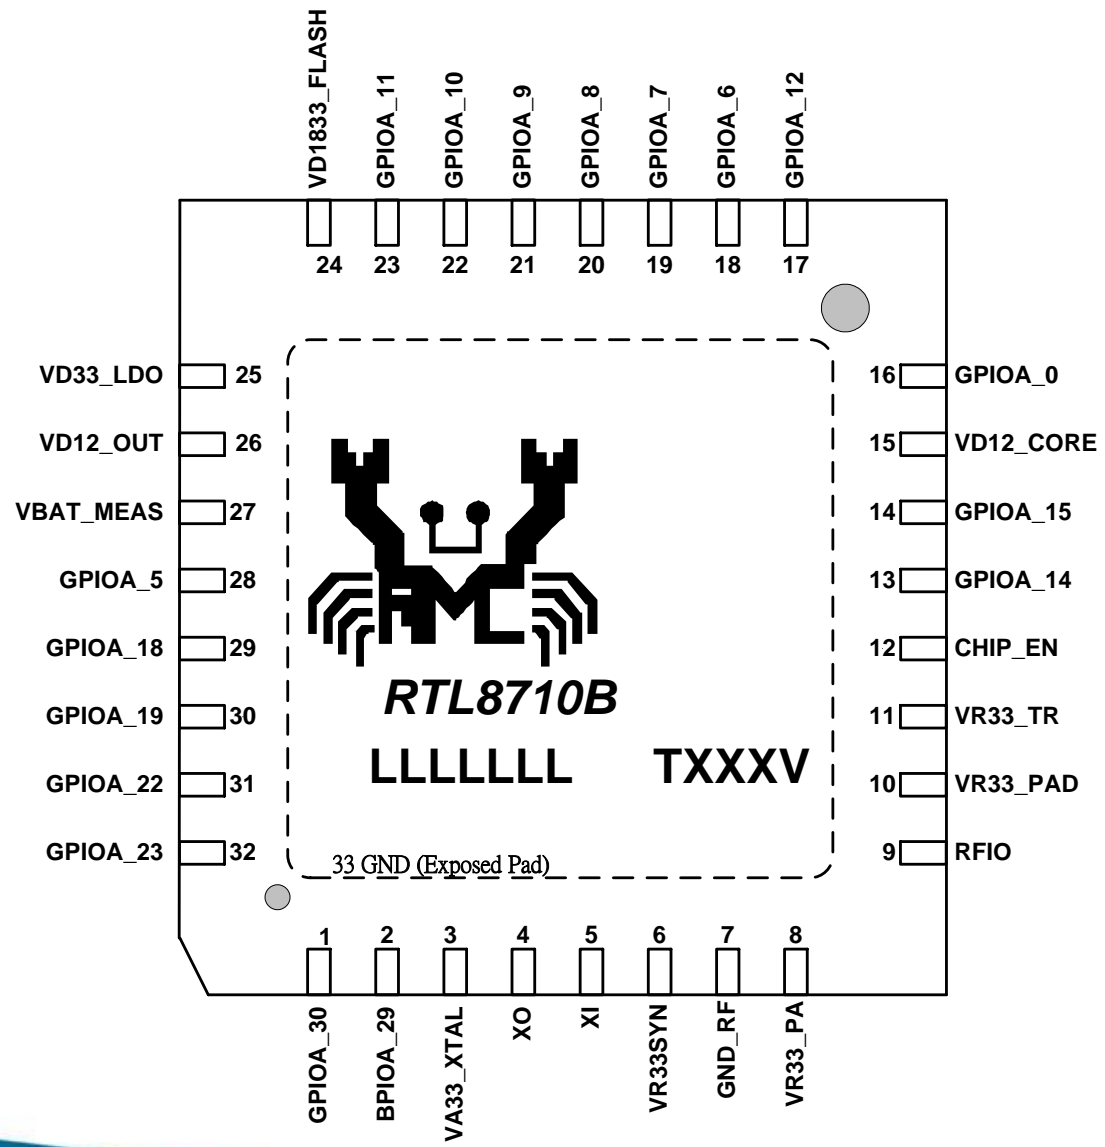 VD1833_FLASH
GPIOA_11
GPIOA_10
GPIOA_9
GPIOA_8
GPIOA_7
GPIOA_6
GPIOA_12
24 23 22 21 20 19 18 17
VD33_LDO 25
VD12_OUT 26
VBAT_MEAS 27
GPIOA_5 28
GPIOA_18 29
GPIOA_19 30
GPIOA_22 31
GPIOA_23 32
16 GPIOA_0
15 VD12_CORE
14 GPIOA_15
13 GPIOA_14
12 CHIP_EN
11 VR33_TR
10 VR33_PAD
9 RFIO
RTL8710B
LLLLLLL TXXXV
33 GND (Exposed Pad)
1 2 3 4 5 6 7 8
GPIOA_30
BPIOA_29
VA33_XTAL
XO
XI
VR33SYN
GND_RF
VR33_PA